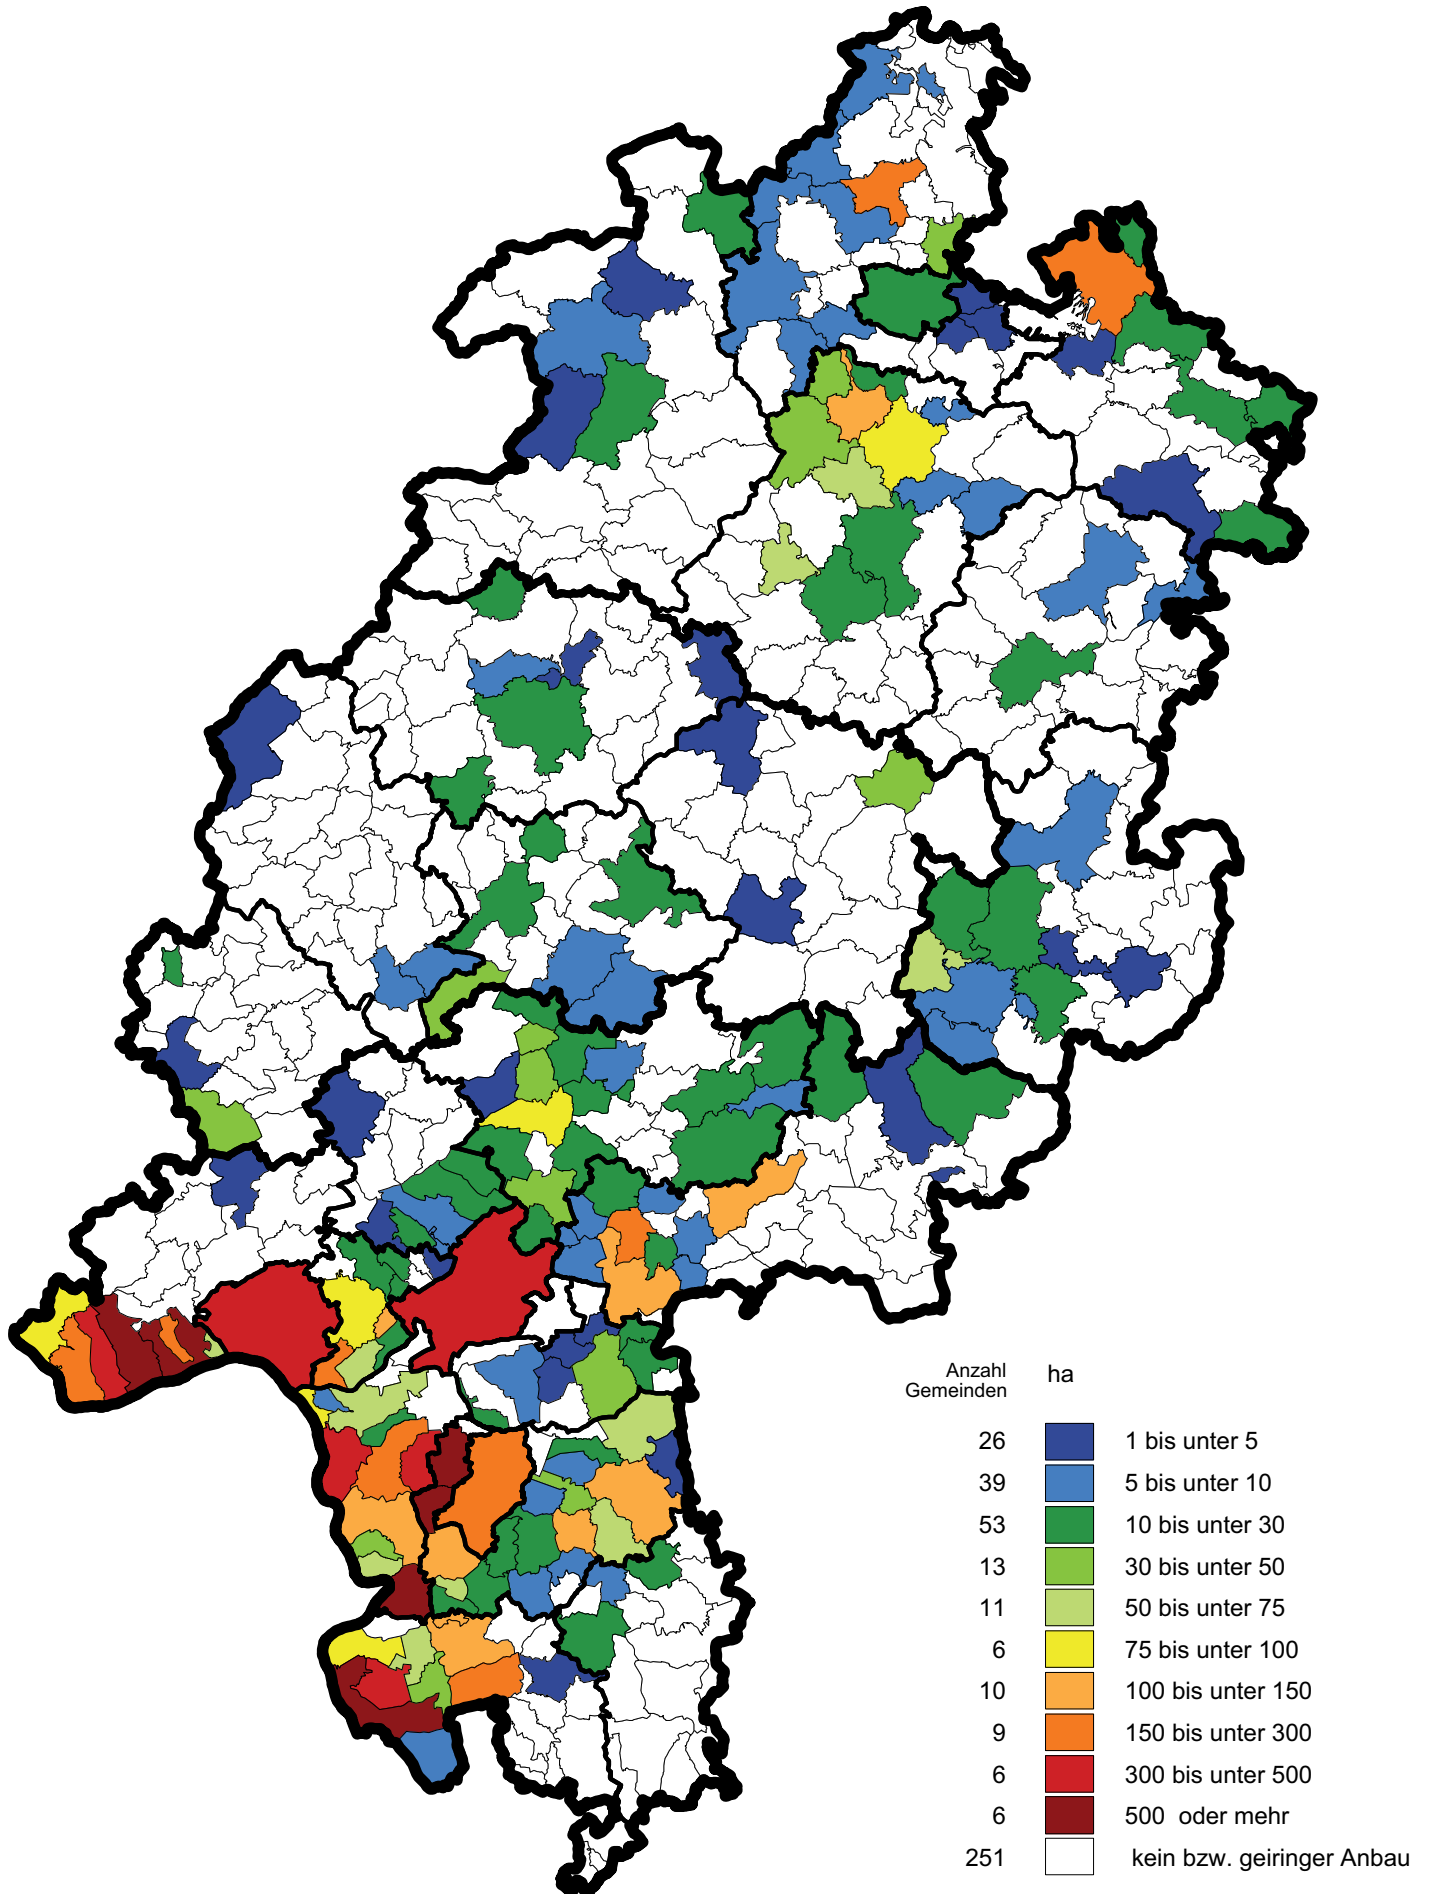 Anzahl
Gemeinden
ha
26 1 bis unter 5
39 5 bis unter 10
53 10 bis unter 30
13 30 bis unter 50
11 50 bis unter 75
6 75 bis unter 100
10 100 bis unter 150
9 150 bis unter 300
6 300 bis unter 500
6 500 oder mehr
251 kein bzw. geiringer Anbau